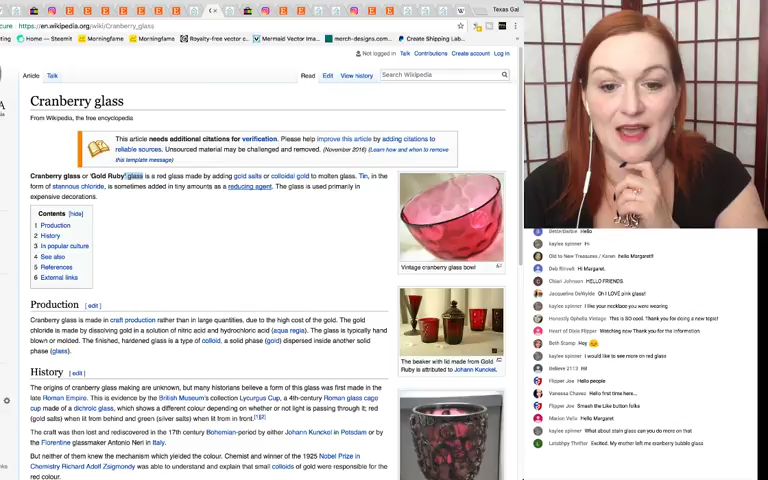 Texas Gal
https://en.wikipedia.org/wiki/Cranberry_glass
Home — Steemit
Morningfame
Morningfame
Royalty-free vector c...
Mermaid Vector Ima...
merch-designs.com...
Create Shipping Lab...
Not logged in Talk Contributions Create account Log in
Article Talk
Read Edit View history
Search Wikipedia
Cranberry glass
From Wikipedia, the free encyclopedia
This article needs additional citations for verification. Please help improve this article by adding citations to
reliable sources. Unsourced material may be challenged and removed. (November 2016) (Learn how and when to remove
this template message)
Cranberry glass or 'Gold Ruby' glass is a red glass made by adding gold salts or colloidal gold to molten glass. Tin, in the
form of stannous chloride, is sometimes added in tiny amounts as a reducing agent. The glass is used primarily in
expensive decorations.
Contents [hide]
1 Production
2 History
3 In popular culture
4 See also
5 References
6 External links
Vintage cranberry glass bowl
Production [ edit ]
Cranberry glass is made in craft production rather than in large quantities, due to the high cost of the gold. The gold
chloride is made by dissolving gold in a solution of nitric acid and hydrochloric acid (aqua regia). The glass is typically hand
blown or molded. The finished, hardened glass is a type of colloid, a solid phase (gold) dispersed inside another solid
phase (glass).
The beaker with lid made from Gold
Ruby is attributed to Johann Kunckel.
History [ edit ]
The origins of cranberry glass making are unknown, but many historians believe a form of this glass was first made in the
late Roman Empire. This is evidence by the British Museum's collection Lycurgus Cup, a 4th-century Roman glass cage
cup made of a dichroic glass, which shows a different colour depending on whether or not light is passing through it; red
(gold salts) when lit from behind and green (silver salts) when lit from in front.[1][2]
The craft was then lost and rediscovered in the 17th century Bohemian-period by either Johann Kunckel in Potsdam or by
the Florentine glassmaker Antonio Neri in Italy.
But neither of them knew the mechanism which yielded the colour. Chemist and winner of the 1925 Nobel Prize in
Chemistry Richard Adolf Zsigmondy was able to understand and explain that small colloids of gold were responsible for the
red colour.
Hello
kaylee spinner Hi
Old to New Treasures / Karen hello Margaret!!
Deb Rinvelt Hi Margaret.
Chiari Johnson HELLO FRIENDS.
Jacqueline DeWylde Oh I LOVE pink glass!
kaylee spinner I like your necklace you were wearing
Honestly Ophelia Vintage This is SO cool. Thank you for doing a new topic!
Heart of Dixie Flipper Watching now Thank you for the information
Beth Stamp Hey
kaylee spinner I would to see more on red glass
Believe 2113 Hi!
Flipper Joe Hello people
Vanessa Chavez Hello first time here...
Flipper Joe Smash the Like button folks
Marion Velis Hello Margaret
kaylee spinner What about stain glass can you do more on that
Excited. My mother left me cranberry bubble glass